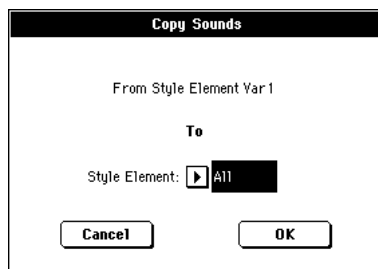 Copy Sounds
From Style Element Var1
To
Style Element: All
Cancel OK